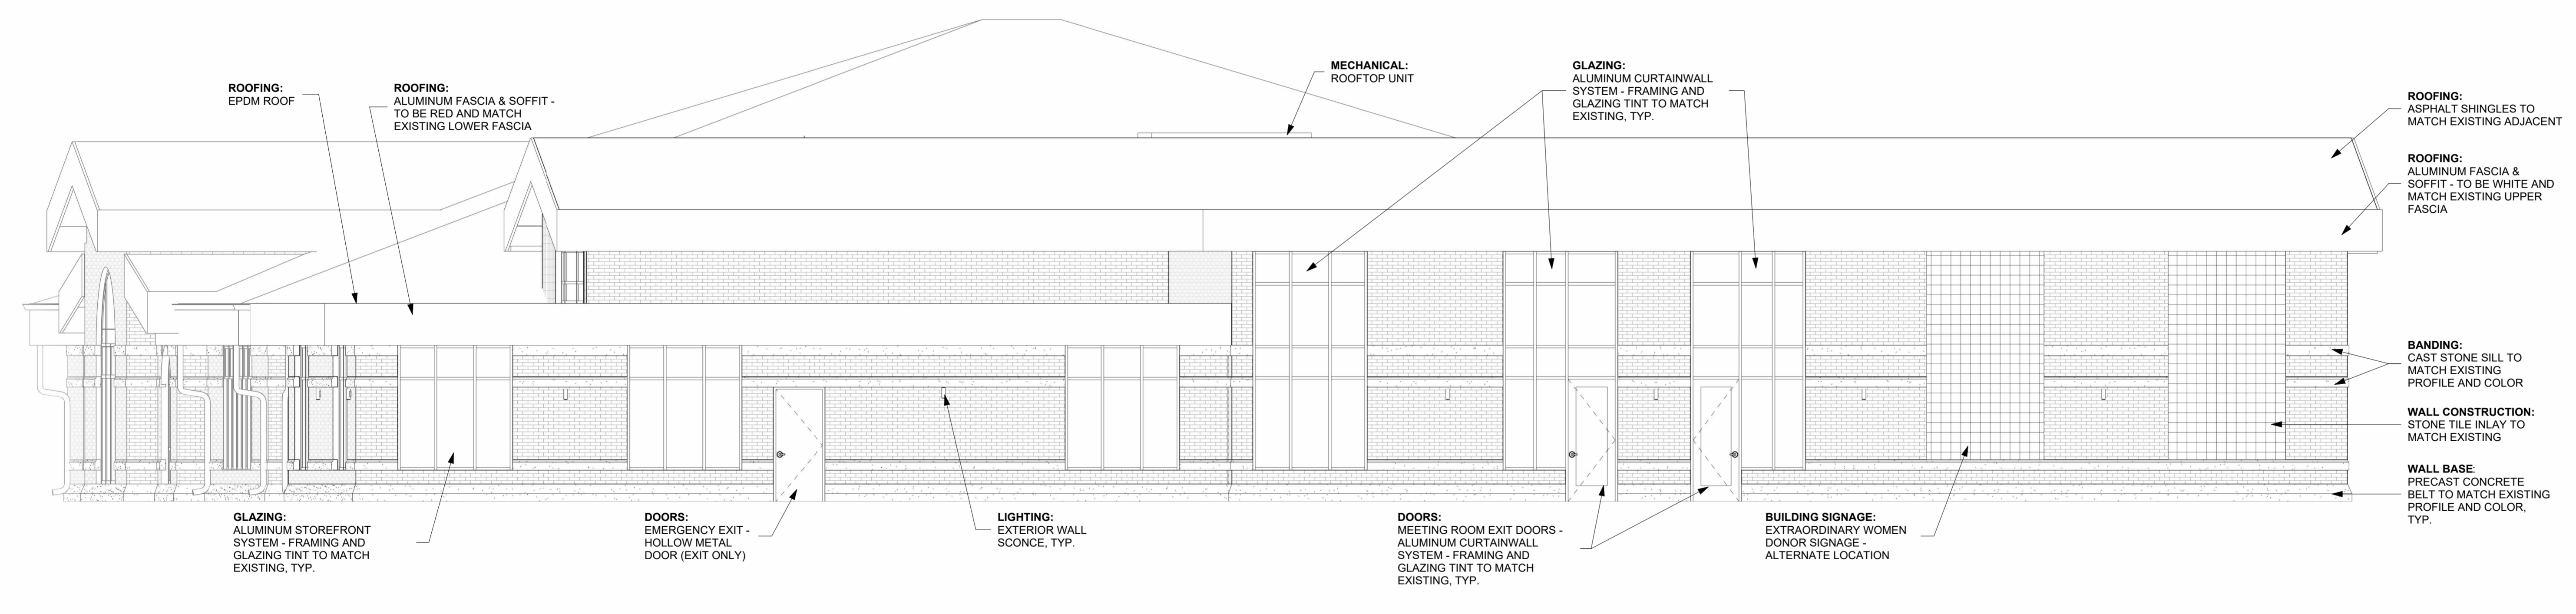 MECHANICAL:
ROOFTOP UNIT
GLAZING:
ALUMINUM CURTAINWALL
SYSTEM - FRAMING AND
GLAZING TINT TO MATCH
EXISTING, TYP.
ROOFING:
EPDM ROOF
ROOFING:
ALUMINUM FASCIA & SOFFIT -
TO BE RED AND MATCH
EXISTING LOWER FASCIA
ROOFING:
ASPHALT SHINGLES TO
MATCH EXISTING ADJACENT
ROOFING:
ALUMINUM FASCIA &
SOFFIT - TO BE WHITE AND
MATCH EXISTING UPPER
FASCIA
BANDING:
CAST STONE SILL TO
MATCH EXISTING
PROFILE AND COLOR
WALL CONSTRUCTION:
STONE TILE INLAY TO
MATCH EXISTING
WALL BASE:
PRECAST CONCRETE
BELT TO MATCH EXISTING
PROFILE AND COLOR,
TYP.
GLAZING:
ALUMINUM STOREFRONT
SYSTEM - FRAMING AND
GLAZING TINT TO MATCH
EXISTING, TYP.
DOORS:
EMERGENCY EXIT -
HOLLOW METAL
DOOR (EXIT ONLY)
LIGHTING:
EXTERIOR WALL
SCONCE, TYP.
DOORS:
MEETING ROOM EXIT DOORS -
ALUMINUM CURTAINWALL
SYSTEM - FRAMING AND
GLAZING TINT TO MATCH
EXISTING, TYP.
BUILDING SIGNAGE:
EXTRAORDINARY WOMEN
DONOR SIGNAGE -
ALTERNATE LOCATION